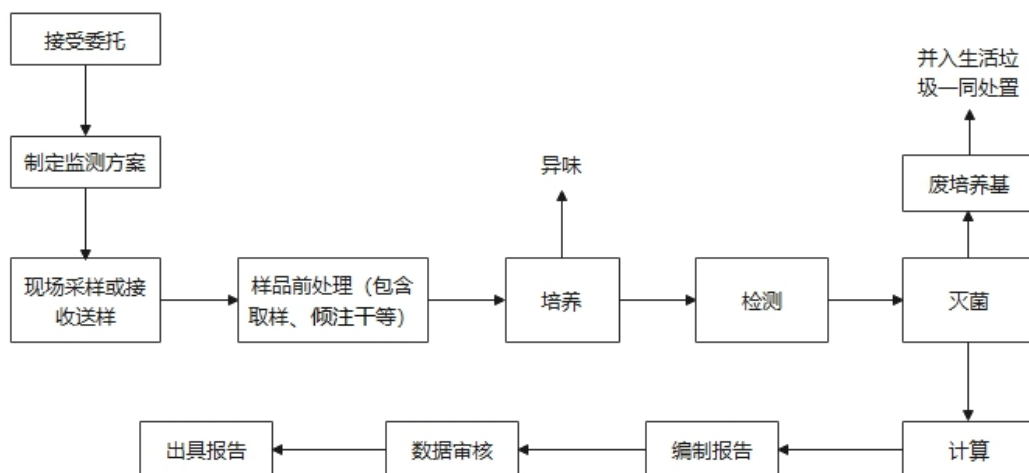 接受委托
并入生活垃
圾一同处置
制定监测方案
异味
废培养基
现场采样或接
收送样
样品前处理（包含
取样、倾注干等）
培养
检测
灭菌
出具报告
数据审核
编制报告
计算